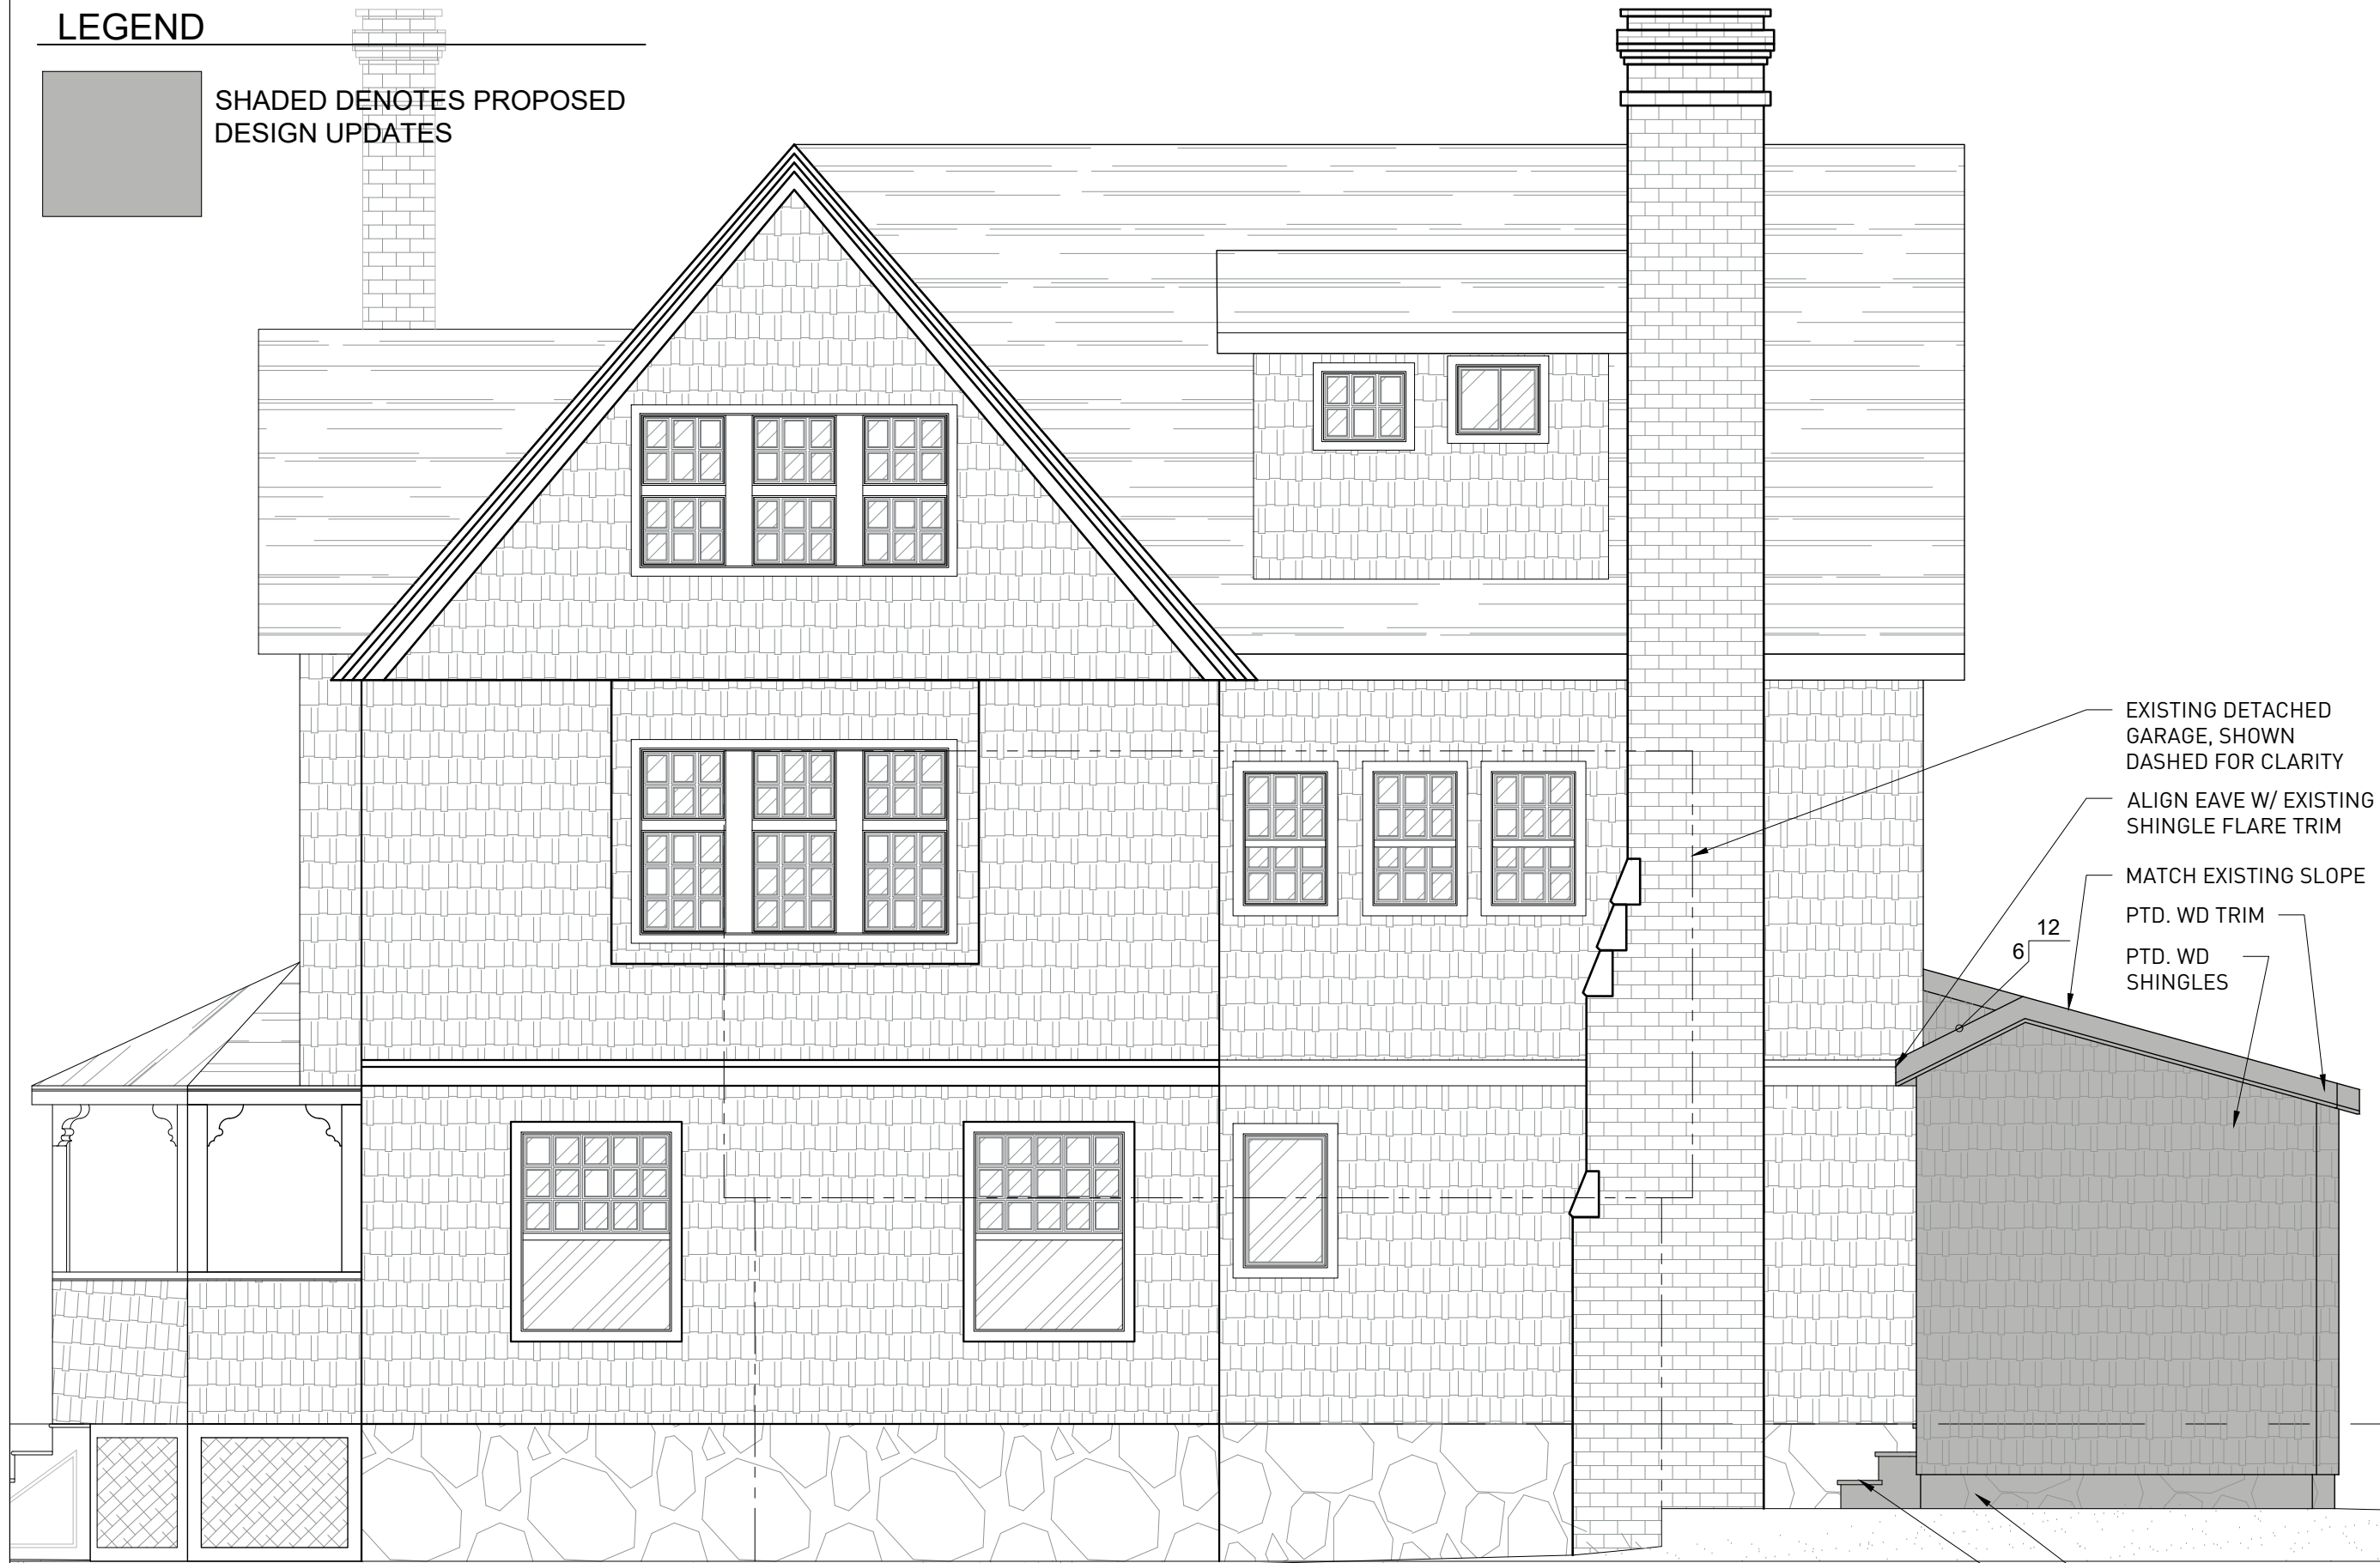 LEGEND
SHADED DENOTES PROPOSED
DESIGN UPDATES
EXISTING DETACHED
GARAGE, SHOWN
DASHED FOR CLARITY
ALIGN EAVE W/ EXISTING
SHINGLE FLARE TRIM
MATCH EXISTING SLOPE
PTD. WD TRIM
12
6
PTD. WD
SHINGLES